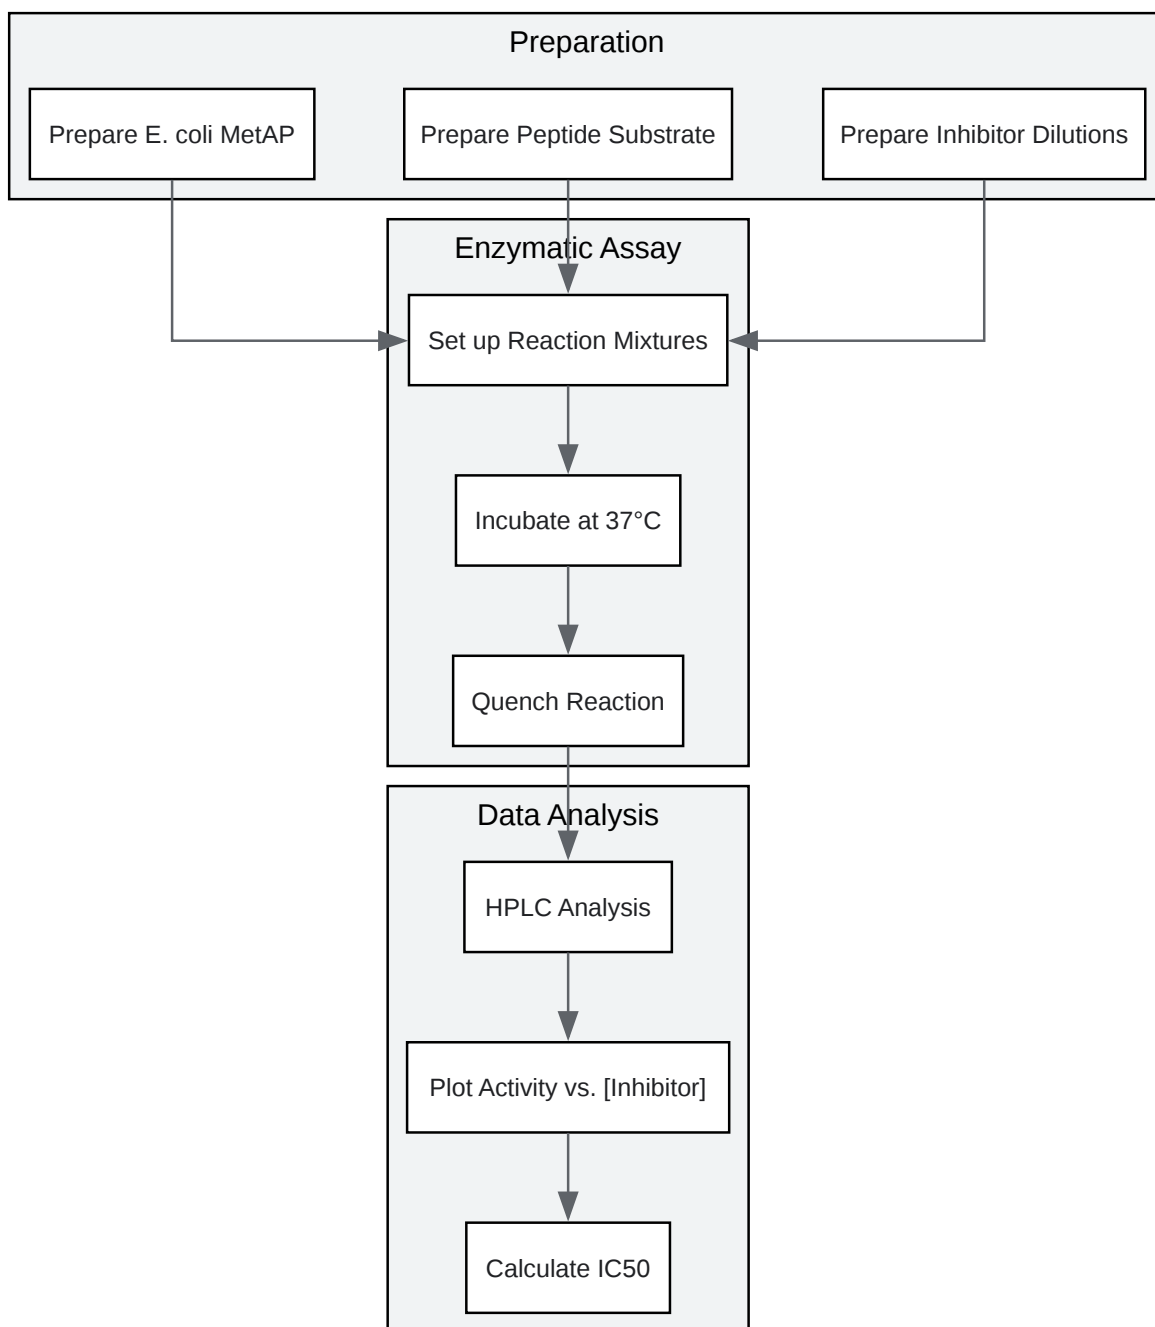 Preparation
Prepare E. coli MetAP
Prepare Peptide Substrate
Prepare Inhibitor Dilutions
Enzymatic Assay
Set up Reaction Mixtures
Incubate at 37°C
Quench Reaction
Data Analysis
HPLC Analysis
Plot Activity vs. [Inhibitor]
Calculate IC50